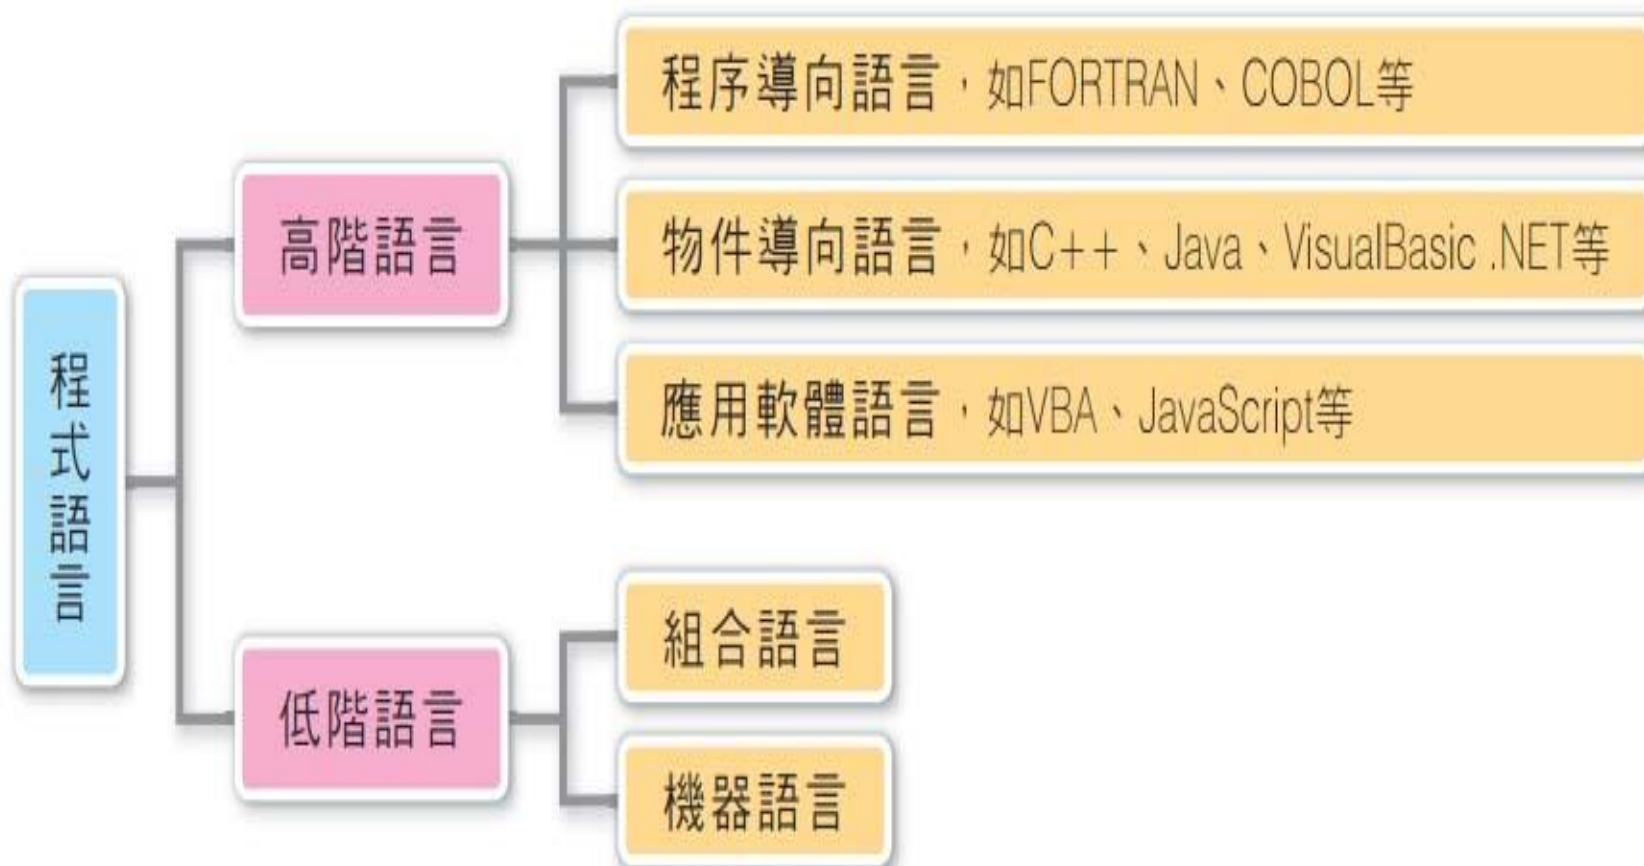 程式語言
高階語言
程序導向語言，如FORTRAN、COBOL等
物件導向語言，如C++、Java、VisualBasic .NET等
應用軟體語言，如VBA、JavaScript等
低階語言
組合語言
機器語言